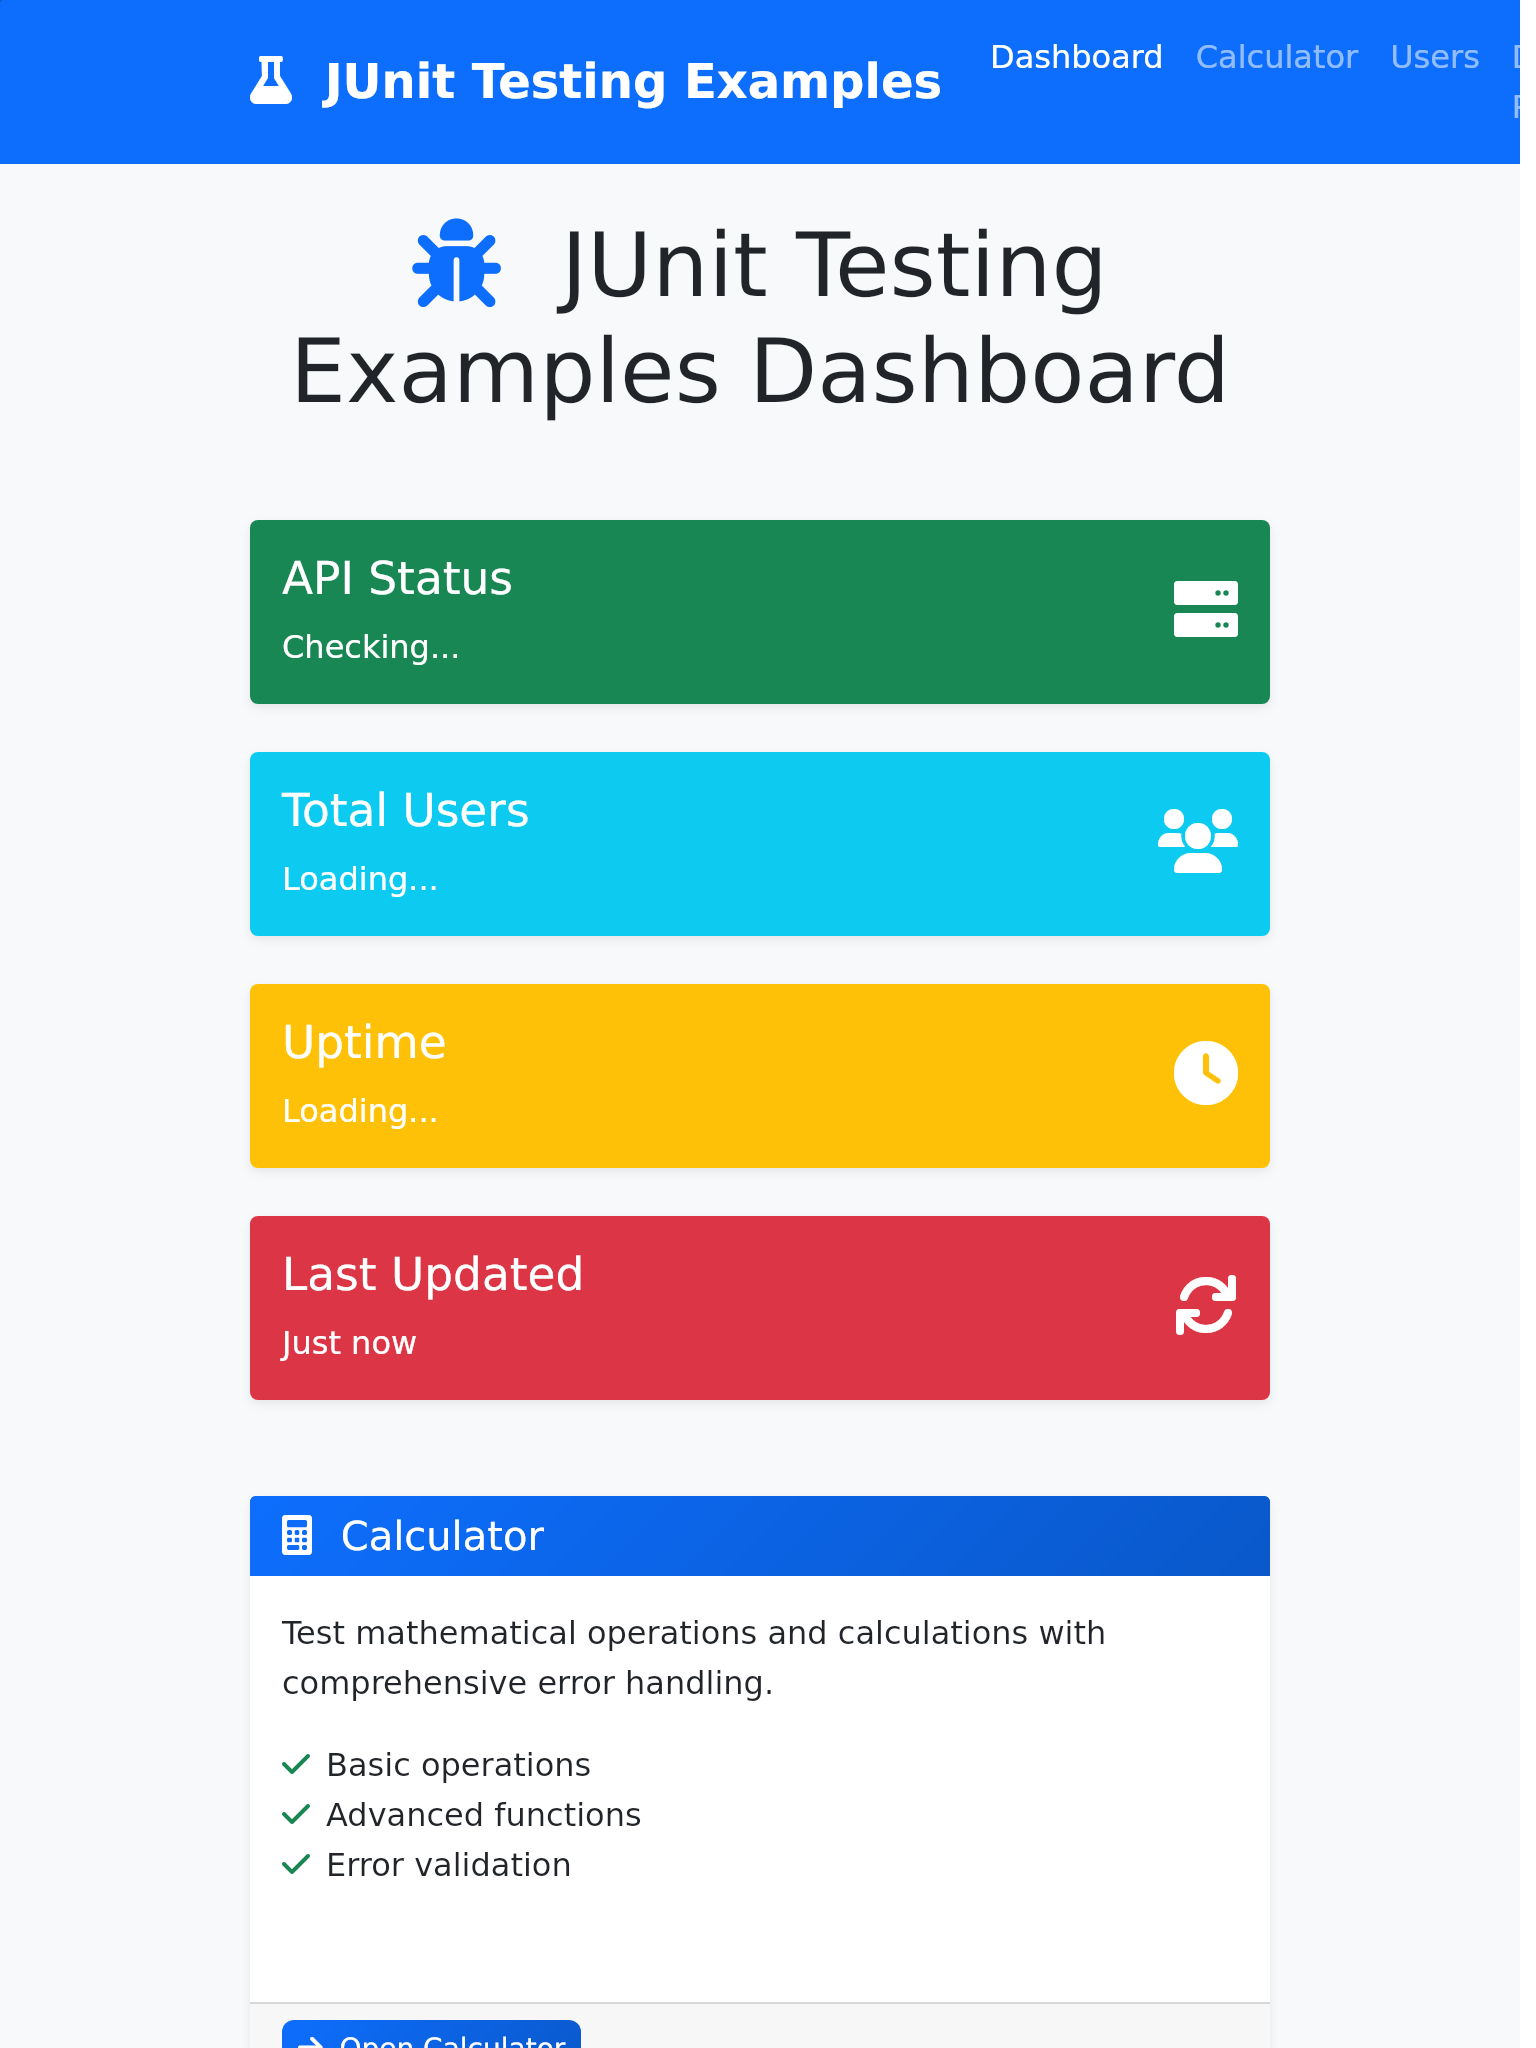 JUnit Testing Examples
Dashboard Calculator Users
JUnit Testing
Examples Dashboard
API Status
Checking...
Total Users
Loading...
Uptime
Loading...
Last Updated
Just now
Calculator
Test mathematical operations and calculations with
comprehensive error handling.
Basic operations
Advanced functions
Error validation
Open Calculator